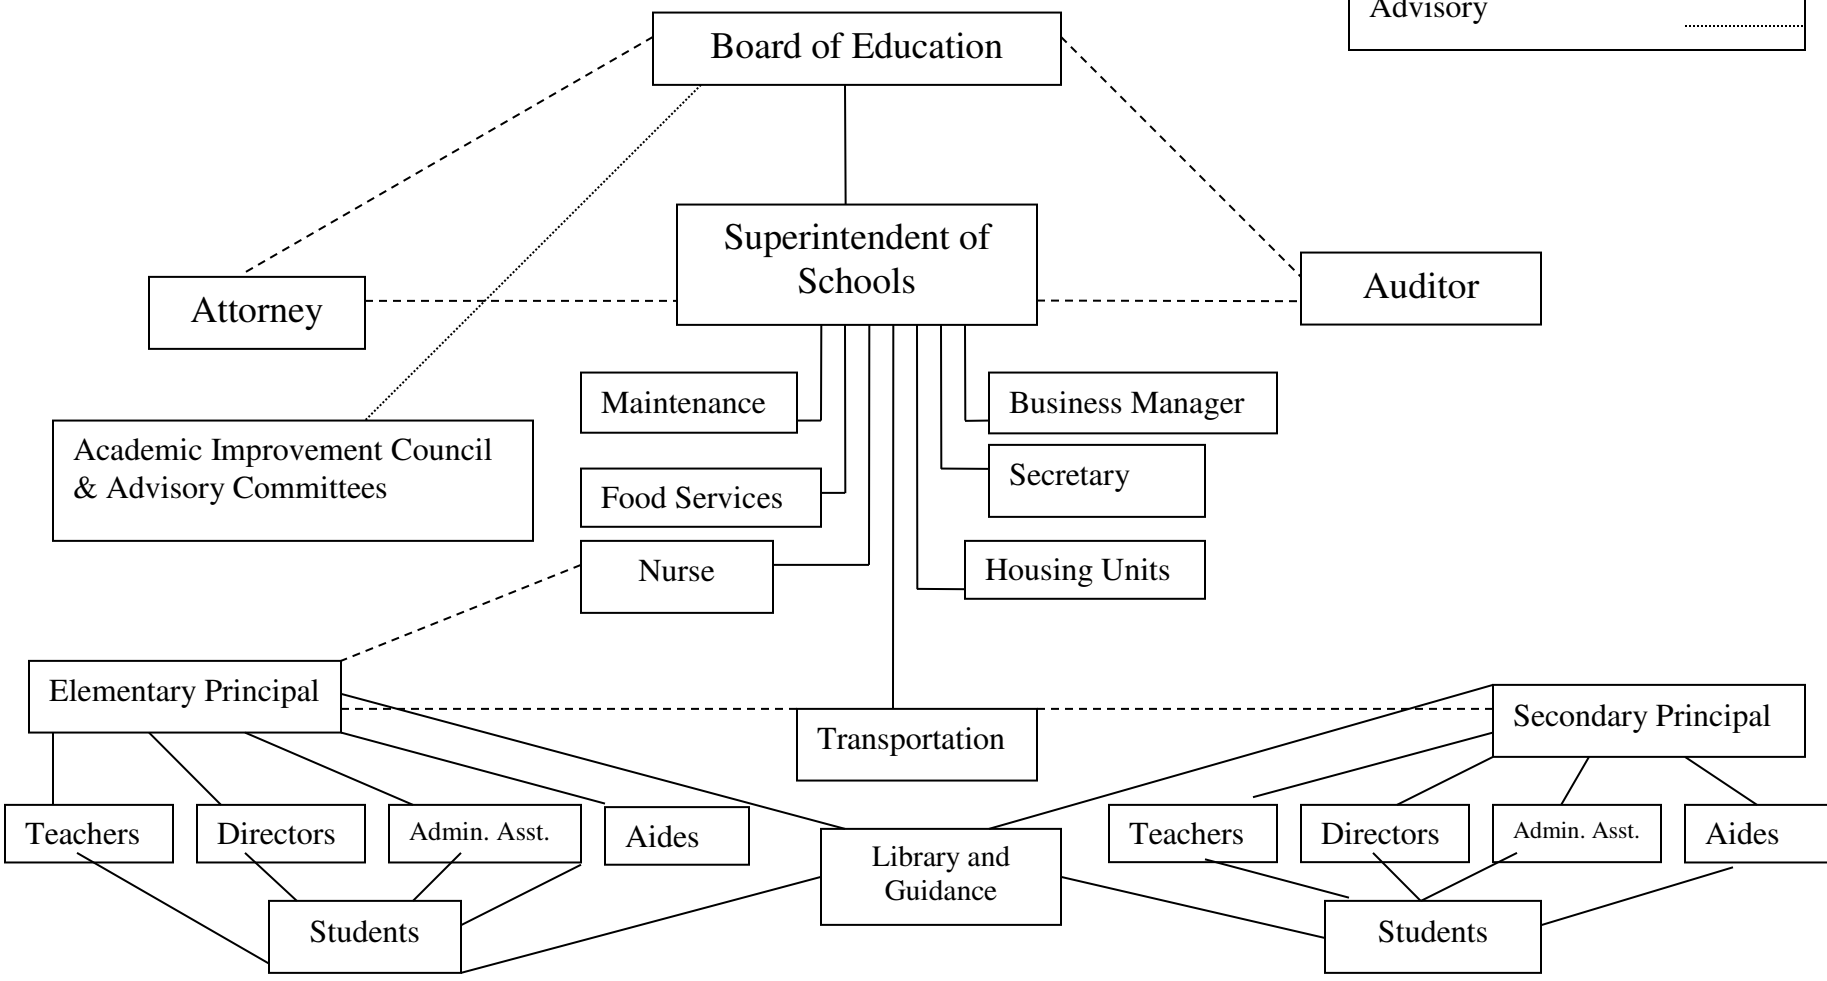 Advisory
Board of Education
Superintendent of
Schools
Attorney
Auditor
Maintenance
Business Manager
Academic Improvement Council
& Advisory Committees
Secretary
Food Services
Nurse
Housing Units
Elementary Principal
Secondary Principal
Transportation
Teachers
Directors
Admin. Asst.
Aides
Library and
Guidance
Teachers
Directors
Admin. Asst.
Aides
Students
Students